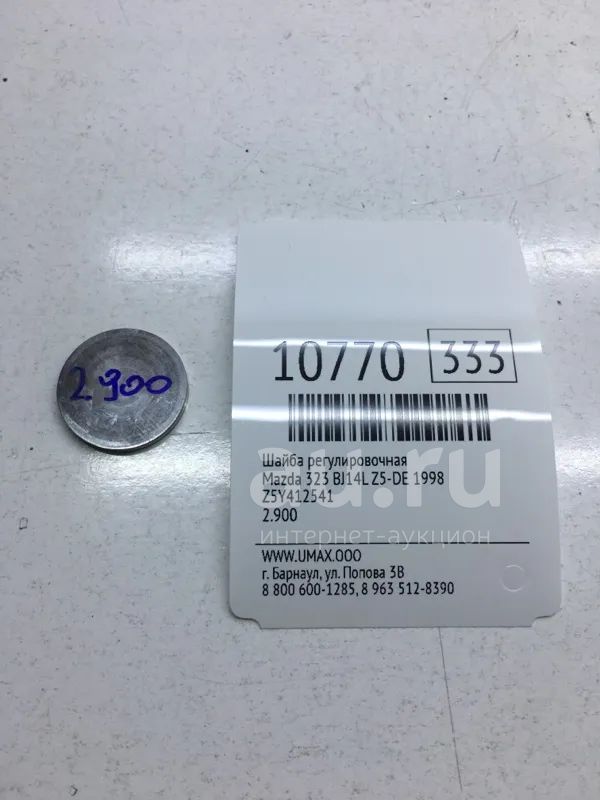 2.900
10770 333
Шайба регулировочная
Mazda 323 BJ14L Z5-DE 1998
Z5Y412541
2.900
au.ru
интернет-аукцион
WWW.UMAX.OOO
г. Барнаул, ул. Попова 3В
8 800 600-1285, 8 963 512-8390